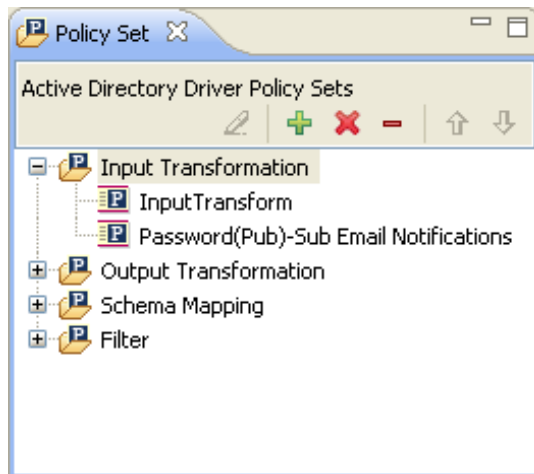 Policy Set
Active Directory Driver Policy Sets
Input Transformation
InputTransform
Password(Pub)-Sub Email Notifications
Output Transformation
Schema Mapping
Filter